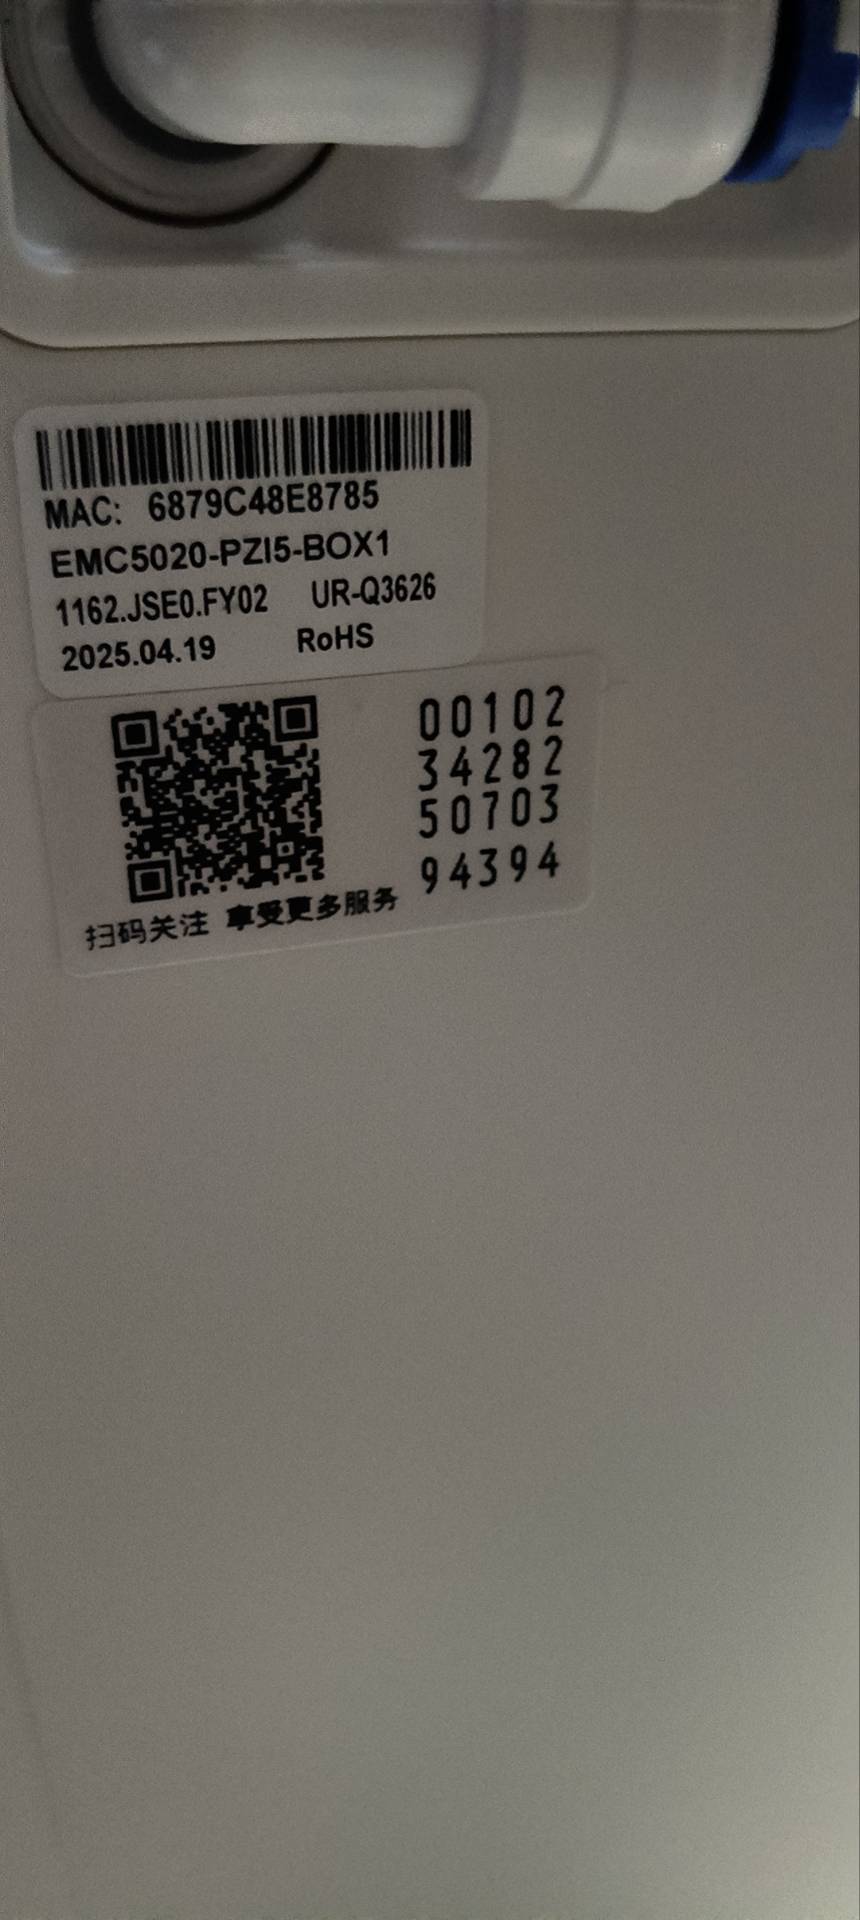 MAC: 6879C48E8785
EMC5020-PZI5-BOX1
1162.JSE0.FY02 UR-Q3626
2025.04.19 RoHS
00102
34282
50703
94394
扫码关注 享受更多服务